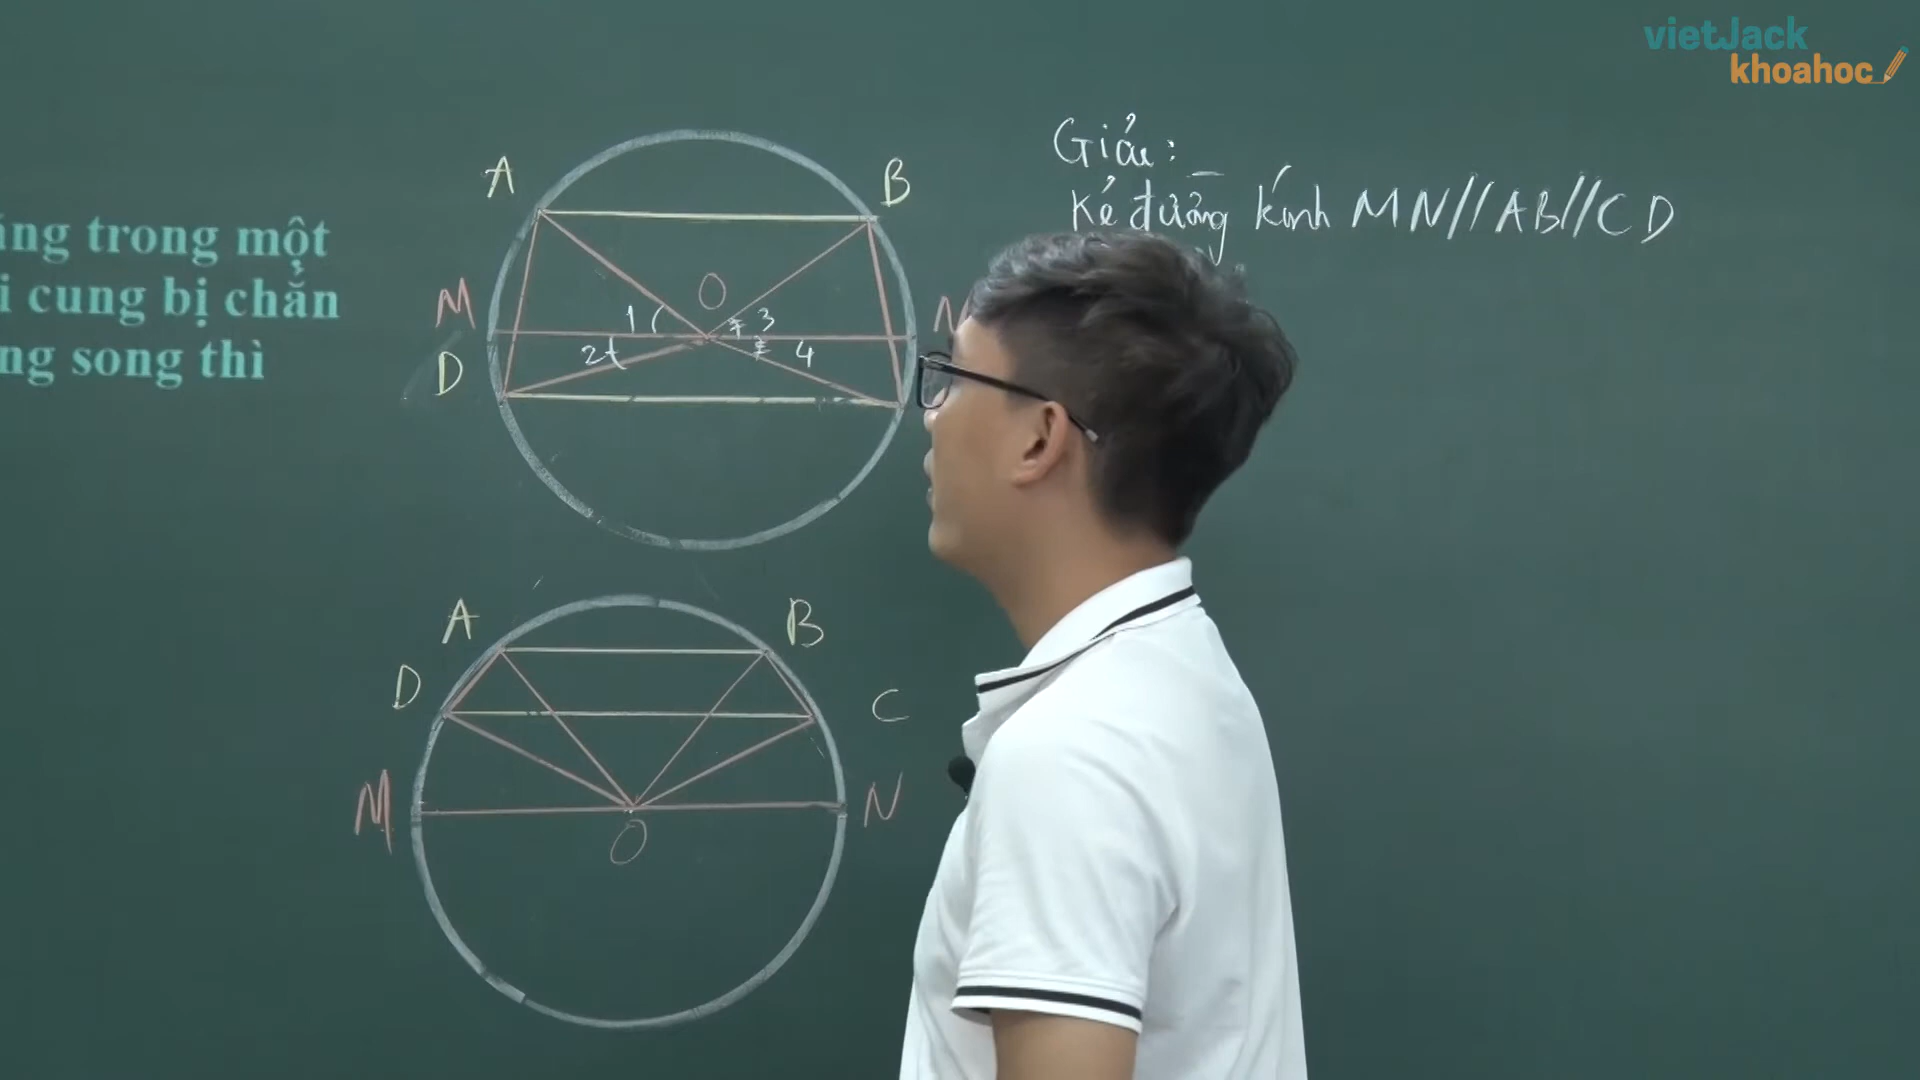 vietJack
khoahoc
Giải:
Kẻ đường kính MN//AB//CD
ẳng trong một
i cung bị chắn
ng song thì
A
B
O
M
1
3
N
D
2
4
A
B
D
C
M
N
O